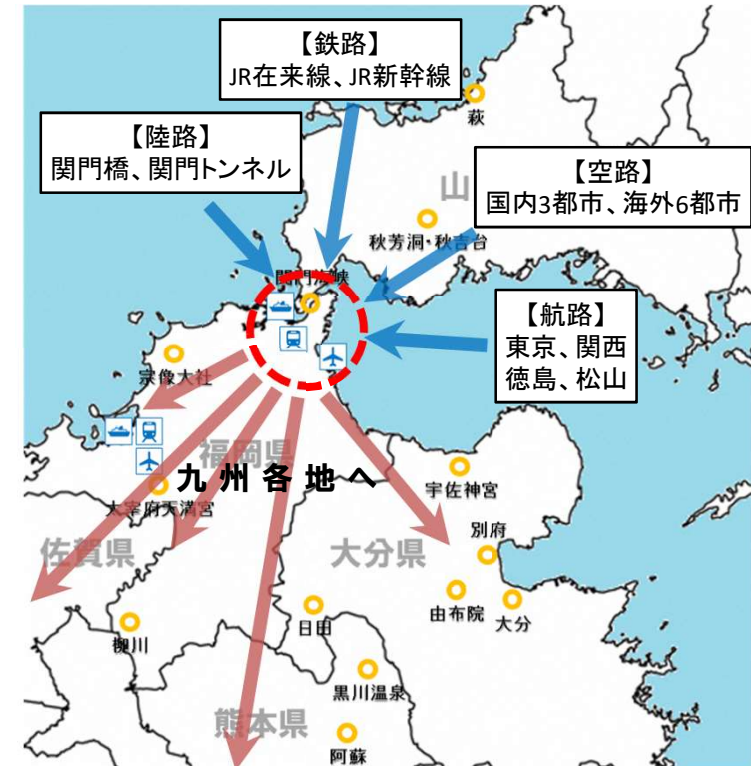 【鉄路】
JR在来線、JR新幹線
萩
【陸路】
関門橋、関門トンネル
【空路】
国内3都市、海外6都市
山
秋芳洞・秋吉台
関門海峡
【航路】
東京、関西
徳島、松山
宗像大社
福岡県
九州各地へ
太宰府天満宮
宇佐神宮
佐賀県
大分県
別府
由布院
大分
日田
柳川
黒川温泉
熊本県
阿蘇